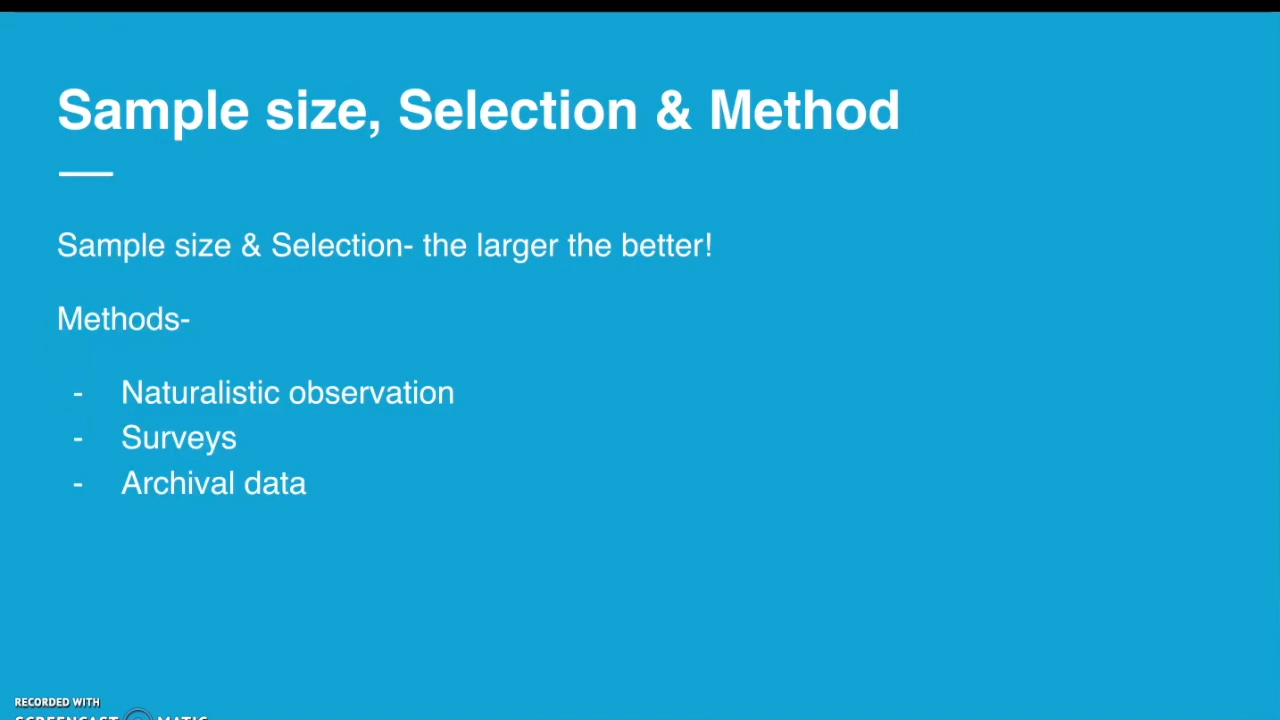 Sample size, Selection & Method
Sample size & Selection- the larger the better!
Methods-
- Naturalistic observation
- Surveys
- Archival data
RECORDED WITH
SCREENCAST MATIC